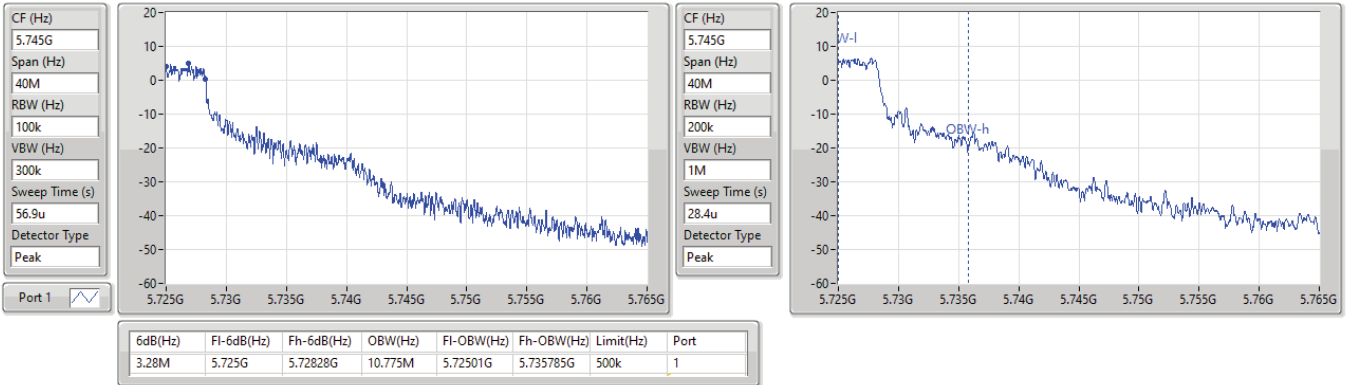 CF (Hz)
5.745G
Span (Hz)
40M
RBW (Hz)
100k
VBW (Hz)
300k
Sweep Time (s)
56.9u
Detector Type
Peak
Port 1
20
10
0
-10
-20
-30
-40
-50
-60
5.725G 5.73G 5.735G 5.74G 5.745G 5.75G 5.755G 5.76G 5.765G
CF (Hz)
5.745G
Span (Hz)
40M
RBW (Hz)
200k
VBW (Hz)
1M
Sweep Time (s)
28.4u
Detector Type
Peak
20
10
0
-10
-20
-30
-40
-50
-60
W-l
OBW-h
5.725G 5.73G 5.735G 5.74G 5.745G 5.75G 5.755G 5.76G 5.765G
6dB(Hz) Fl-6dB(Hz) Fh-6dB(Hz) OBW(Hz) Fl-OBW(Hz) Fh-OBW(Hz) Limit(Hz) Port
3.28M 5.725G 5.72828G 10.775M 5.72501G 5.735785G 500k 1